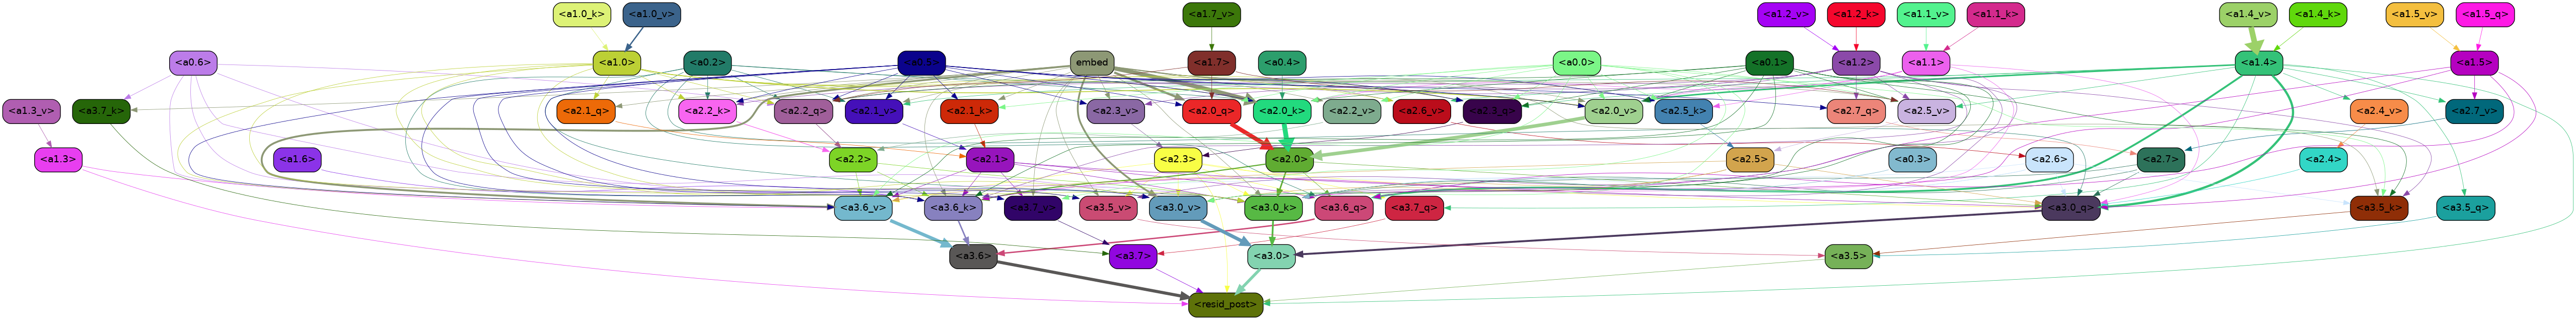 <a1.0_k> <a1.0_v> <a1.7_v> <a1.2_v> <a1.2_k> <a1.1_v> <a1.1_k> <a1.4_v> <a1.4_k> <a1.5_v> <a1.5_q>
<a0.6> <a1.0> <a0.2> <a0.5> embed <a1.7> <a0.4> <a0.0> <a0.1> <a1.2> <a1.1> <a1.4> <a1.5>
<a1.3_v> <a3.7_k> <a2.1_q> <a2.2_k> <a2.2_q> <a2.1_v> <a2.1_k> <a2.3_v> <a2.0_q> <a2.0_k> <a2.2_v> <a2.6_v> <a2.3_q> <a2.0_v> <a2.5_k> <a2.7_q> <a2.5_v> <a2.4_v> <a2.7_v>
<a1.3> <a1.6> <a2.2> <a2.1> <a2.3> <a2.0> <a2.5> <a0.3> <a2.6> <a2.7> <a2.4>
<a3.6_v> <a3.6_k> <a3.7_v> <a3.5_v> <a3.0_v> <a3.0_k> <a3.6_q> <a3.7_q> <a3.0_q> <a3.5_k> <a3.5_q>
<a3.6> <a3.7> <a3.0> <a3.5>
<resid_post>